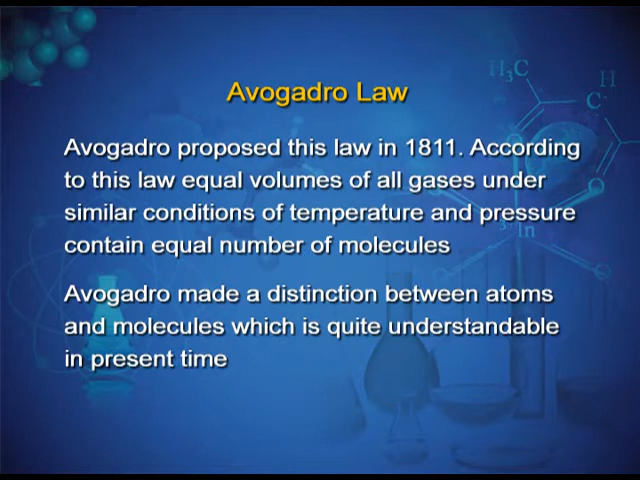 Avogadro Law
Avogadro proposed this law in 1811. According
to this law equal volumes of all gases under
similar conditions of temperature and pressure
contain equal number of molecules
Avogadro made a distinction between atoms
and molecules which is quite understandable
in present time
H₃C
H
C
In